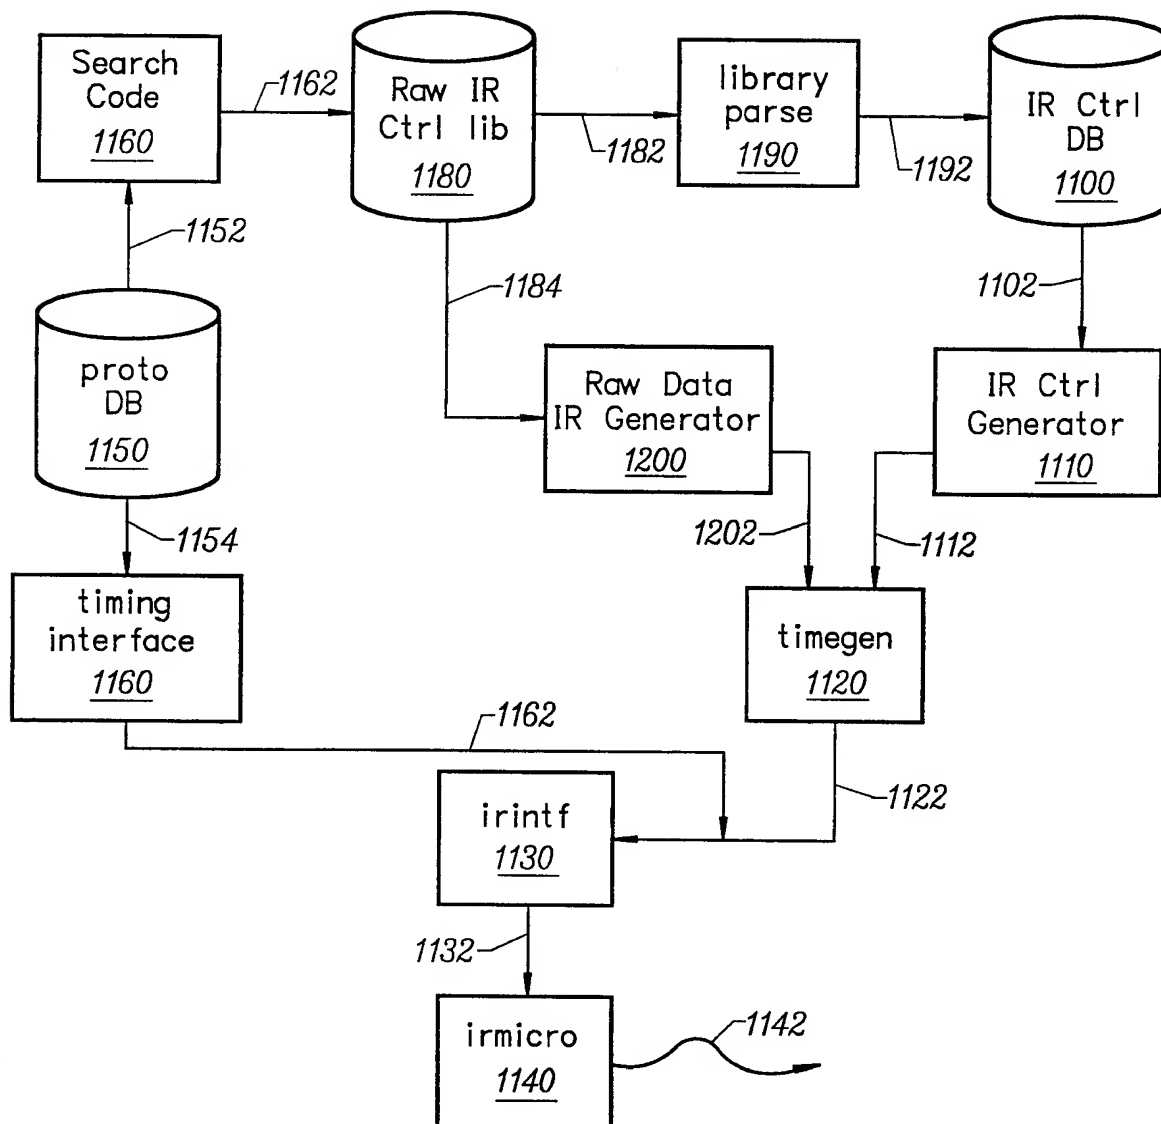 Search
Code
1160
1162
Raw IR
Ctrl lib
1180
1182
library
parse
1190
1192
IR Ctrl
DB
1100
1152
1184
1102
proto
DB
1150
Raw Data
IR Generator
1200
IR Ctrl
Generator
1110
1154
1202
1112
timing
interface
1160
timegen
1120
1162
1122
irintf
1130
1132
irmicro
1140
1142